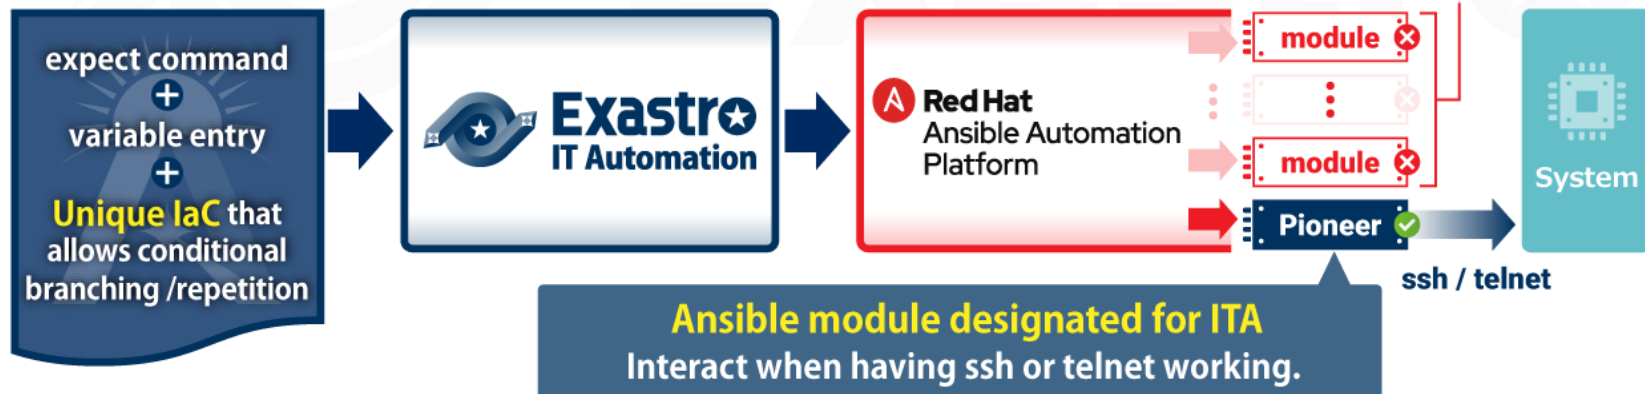 expect command
+
variable entry
+
Unique IaC that
allows conditional
branching /repetition
Exastro
IT Automation
Red Hat
Ansible Automation
Platform
module
module
Pioneer
ssh / telnet
System
Ansible module designated for ITA
Interact when having ssh or telnet working.